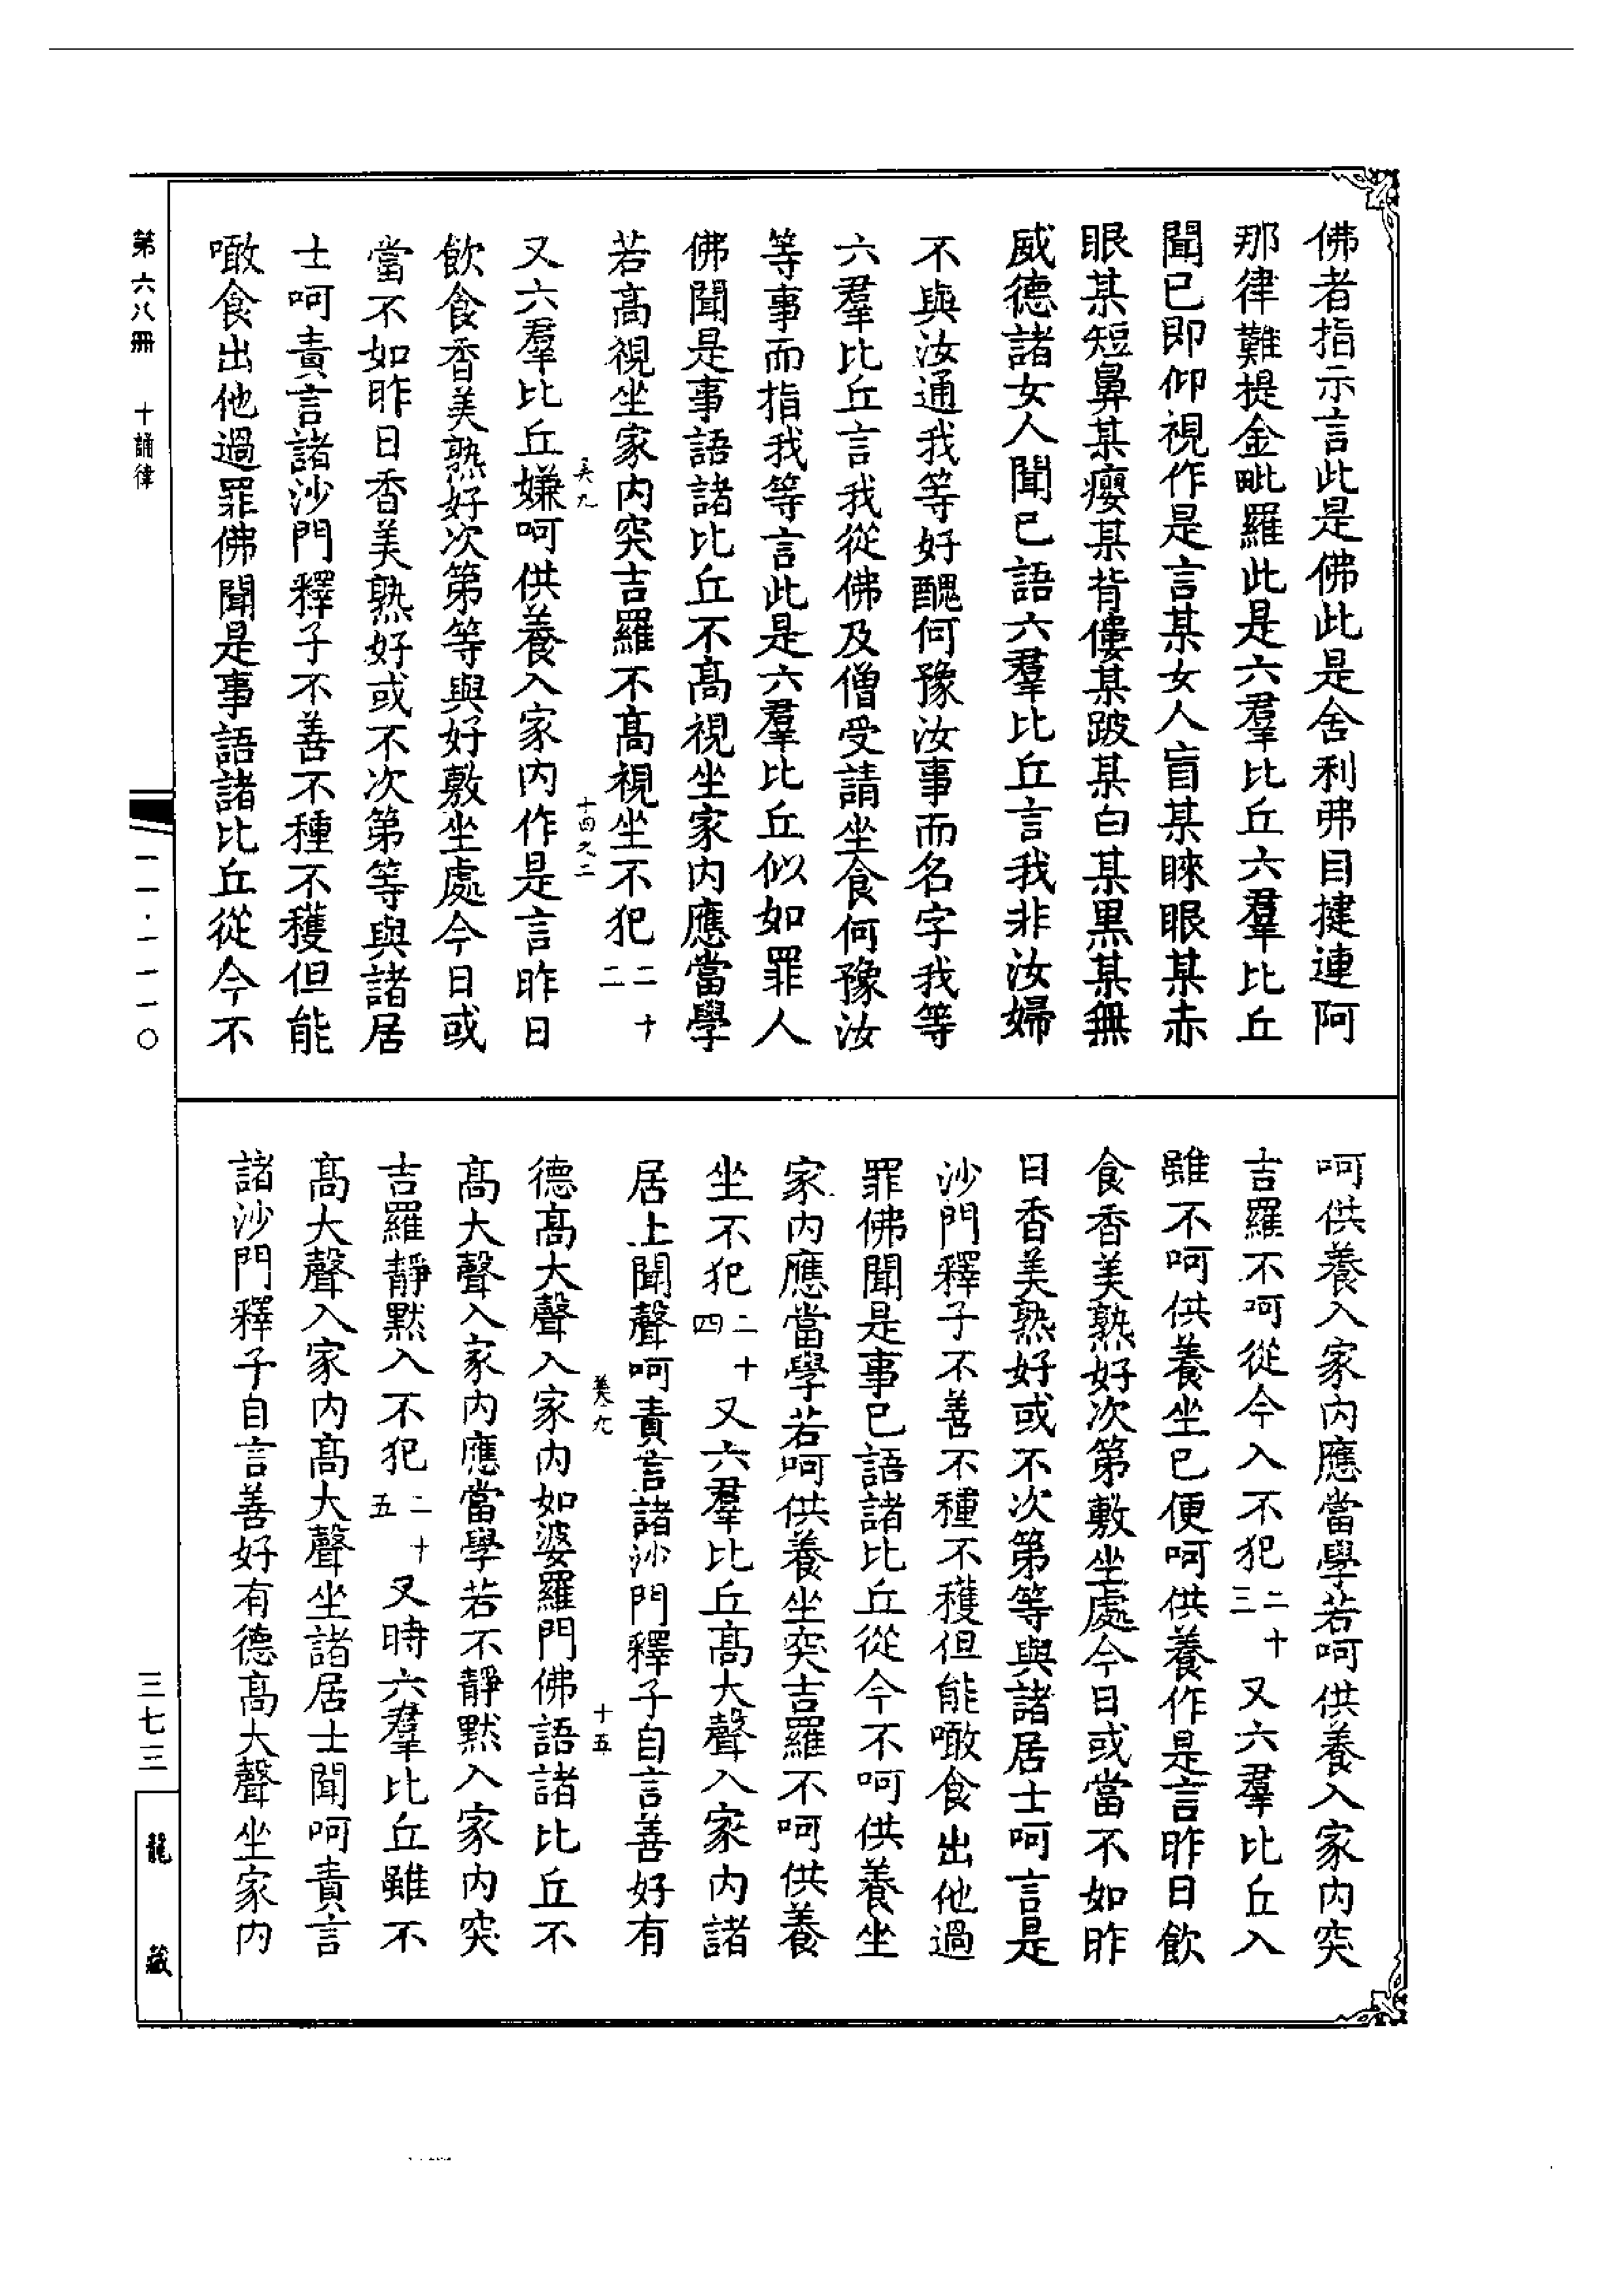 佛者指示言此是佛此是舍利弗目揵連阿
那律難提金毗羅此是六羣比丘六羣比丘
聞已即仰視作是言某女人盲某睞眼某赤
眼某短鼻某癭某背僂某跛某白某黑某無
威德諸女人聞已語六羣比丘言我非汝婦
不與汝通我等好醜何豫汝事而名字我等
六羣比丘言我從佛及僧受請坐食何豫汝
等事而指我等言此是六羣比丘似如罪人
佛聞是事語諸比丘不高視坐家內應當學
若高視坐家內突吉羅不高視坐不犯二十二
十四之二
又六羣比丘嫌呵供養入家內作是言昨日
飲食香美熟好次第等與好敷坐處今日或
當不如昨日香美熟好或不次第等與諸居
士呵責言諸沙門釋子不善不種不穫但能
噉食出他過罪佛聞是事語諸比丘從今不
呵供養入家內應當學若呵供養入家內突
吉羅不呵從今入不犯二十三又六羣比丘入
雖不呵供養坐已便呵供養作是言昨日飲
食香美熟好次第敷坐處今日或當不如昨
日香美熟好或不次第等與諸居士呵言是
沙門釋子不善不種不穫但能噉食出他過
罪佛聞是事已語諸比丘從今不呵供養坐
家內應當學若呵供養坐突吉羅不呵供養
坐不犯二十四又六羣比丘高大聲入家內諸
居上聞聲呵責言諸沙門釋子自言善好有
十五
德高大聲入家內如婆羅門佛語諸比丘不
高大聲入家內應當學若不靜默入家內突
吉羅靜默入不犯二十五又時六羣比丘雖不
高大聲入家內高大聲坐諸居士聞呵責言
諸沙門釋子自言善好有德高大聲坐家內
第六八冊 十誦律
一一·一一一〇
三七三
龍藏